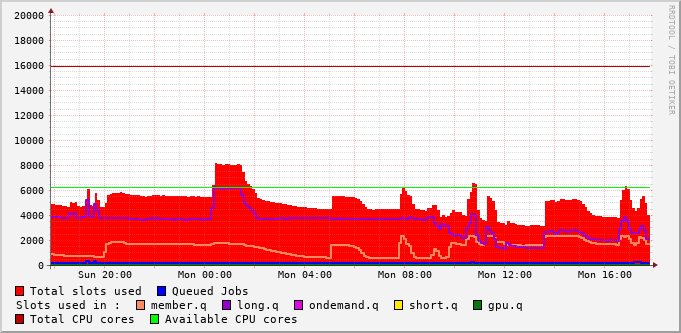 RRDTOOL / TOBI OETIKER
20000
18000
16000
14000
12000
10000
8000
6000
4000
2000
0
Sun 20:00 Mon 00:00 Mon 04:00 Mon 08:00 Mon 12:00 Mon 16:00
Total slots used Queued Jobs
Slots used in : member.q long.q ondemand.q short.q gpu.q
Total CPU cores Available CPU cores